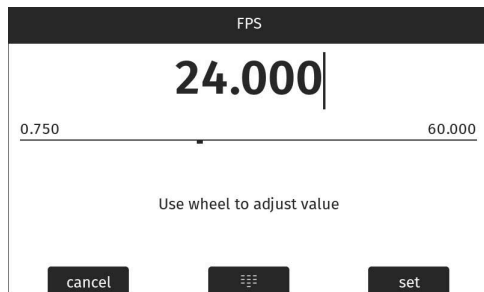 FPS
24.000
0.750 60.000
Use wheel to adjust value
cancel set